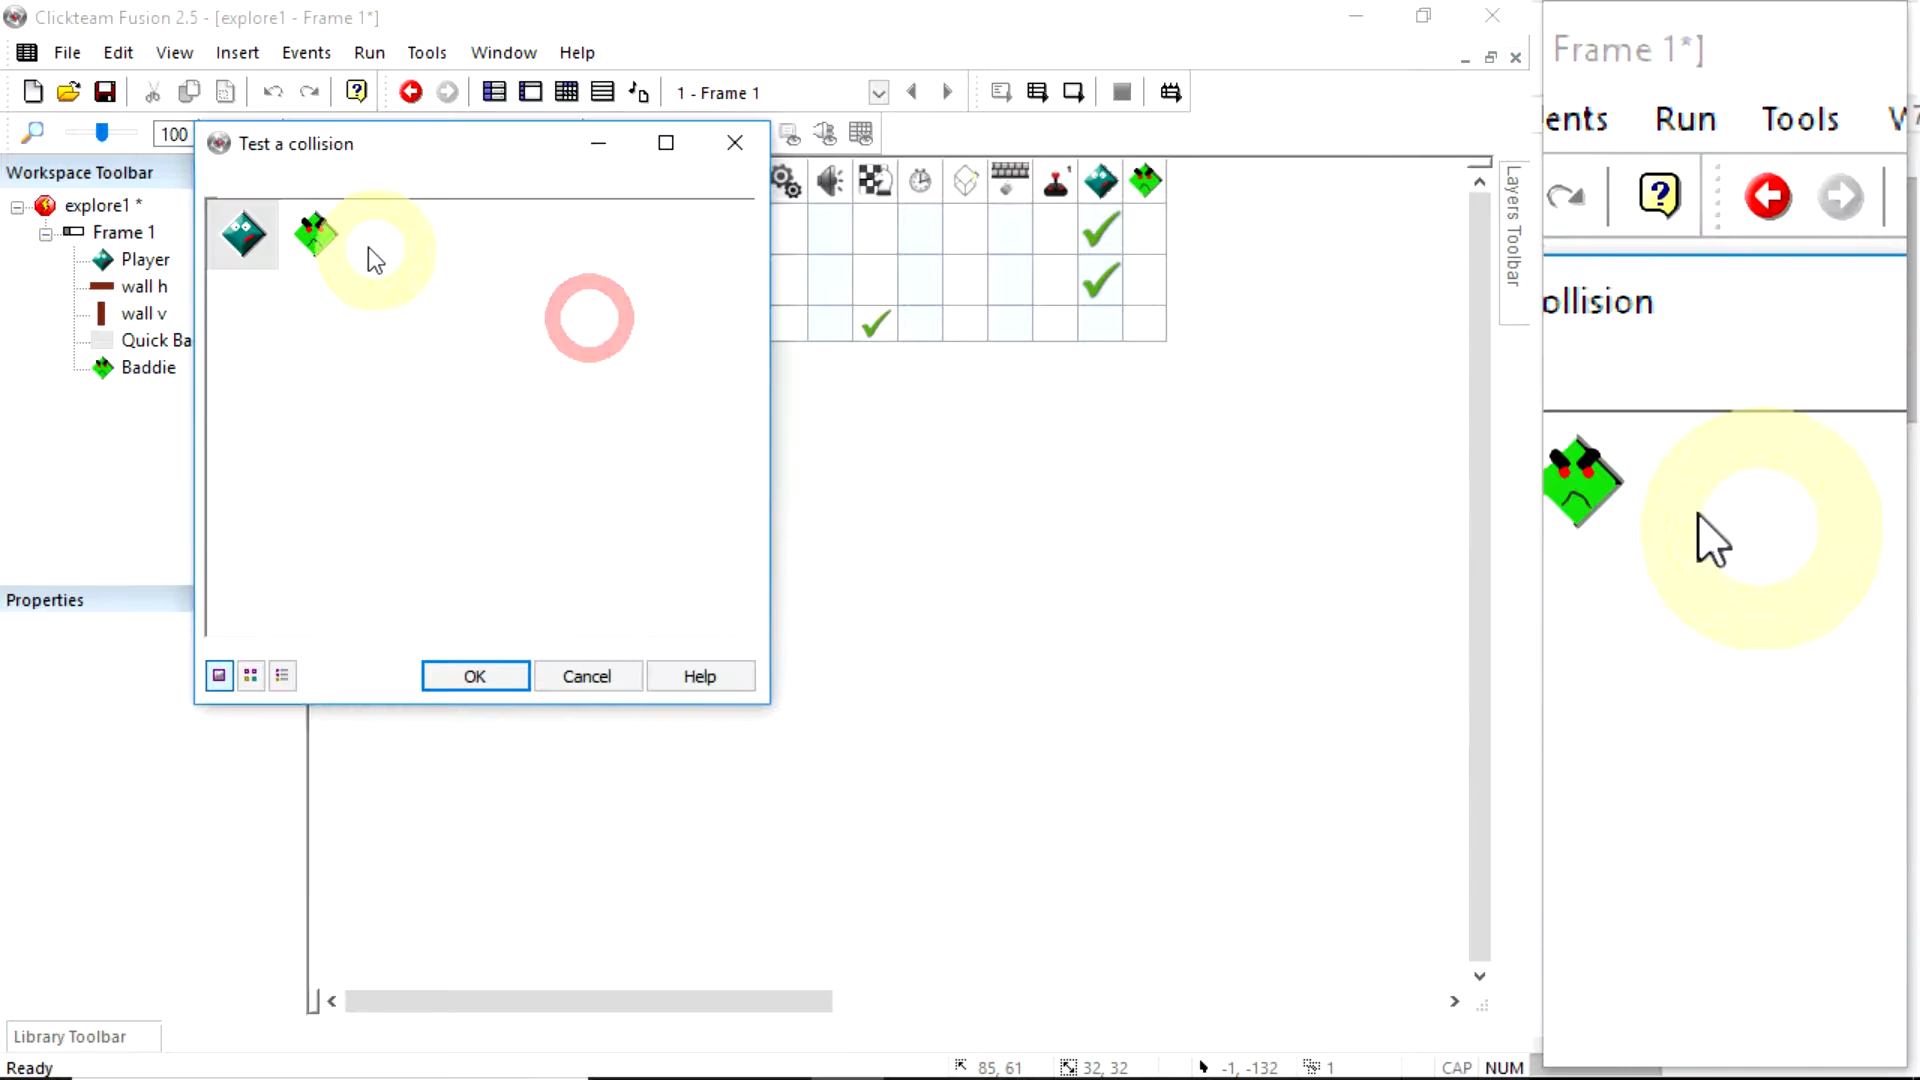 Clickteam Fusion 2.5 - [explore1 - Frame 1*]
File Edit View Insert Events Run Tools Window Help
1 - Frame 1
100
Test a collision
Workspace Toolbar
explore1 *
Frame 1
Player
wall h
wall v
Quick Ba
Baddie
Properties
OK Cancel Help
Layers Toolbar
Library Toolbar
Ready
85, 61
32, 32
-1, -132
1
CAP NUM
Frame 1*]
ents Run Tools
ollision